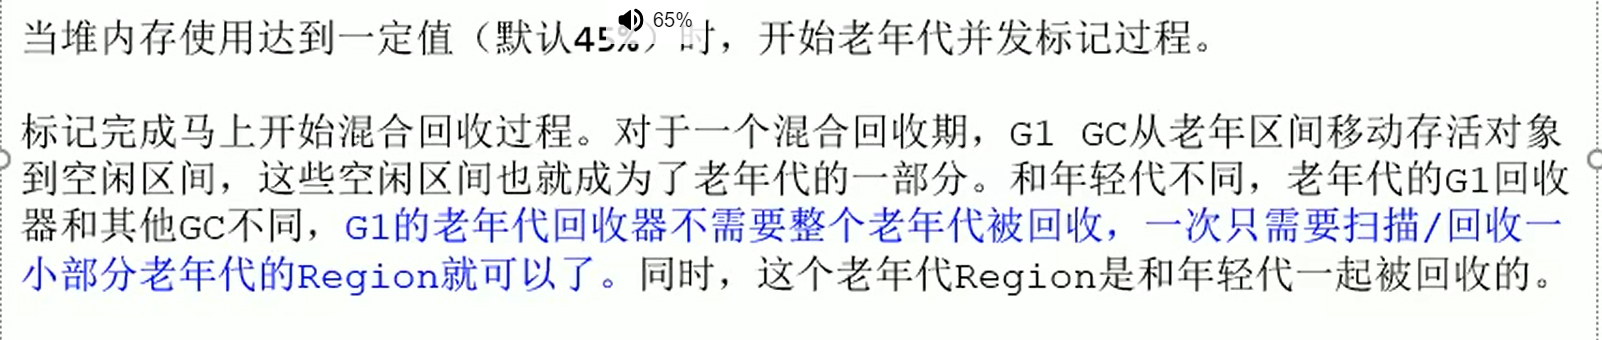 65%
当堆内存使用达到一定值（默认45%）时，开始老年代并发标记过程。
标记完成马上开始混合回收过程。对于一个混合回收期，G1 GC从老年区间移动存活对象
到空闲区间，这些空闲区间也就成为了老年代的一部分。和年轻代不同，老年代的G1回收
器和其他GC不同，G1的老年代回收器不需要整个老年代被回收，一次只需要扫描/回收一
小部分老年代的Region就可以了。同时，这个老年代Region是和年轻代一起被回收的。